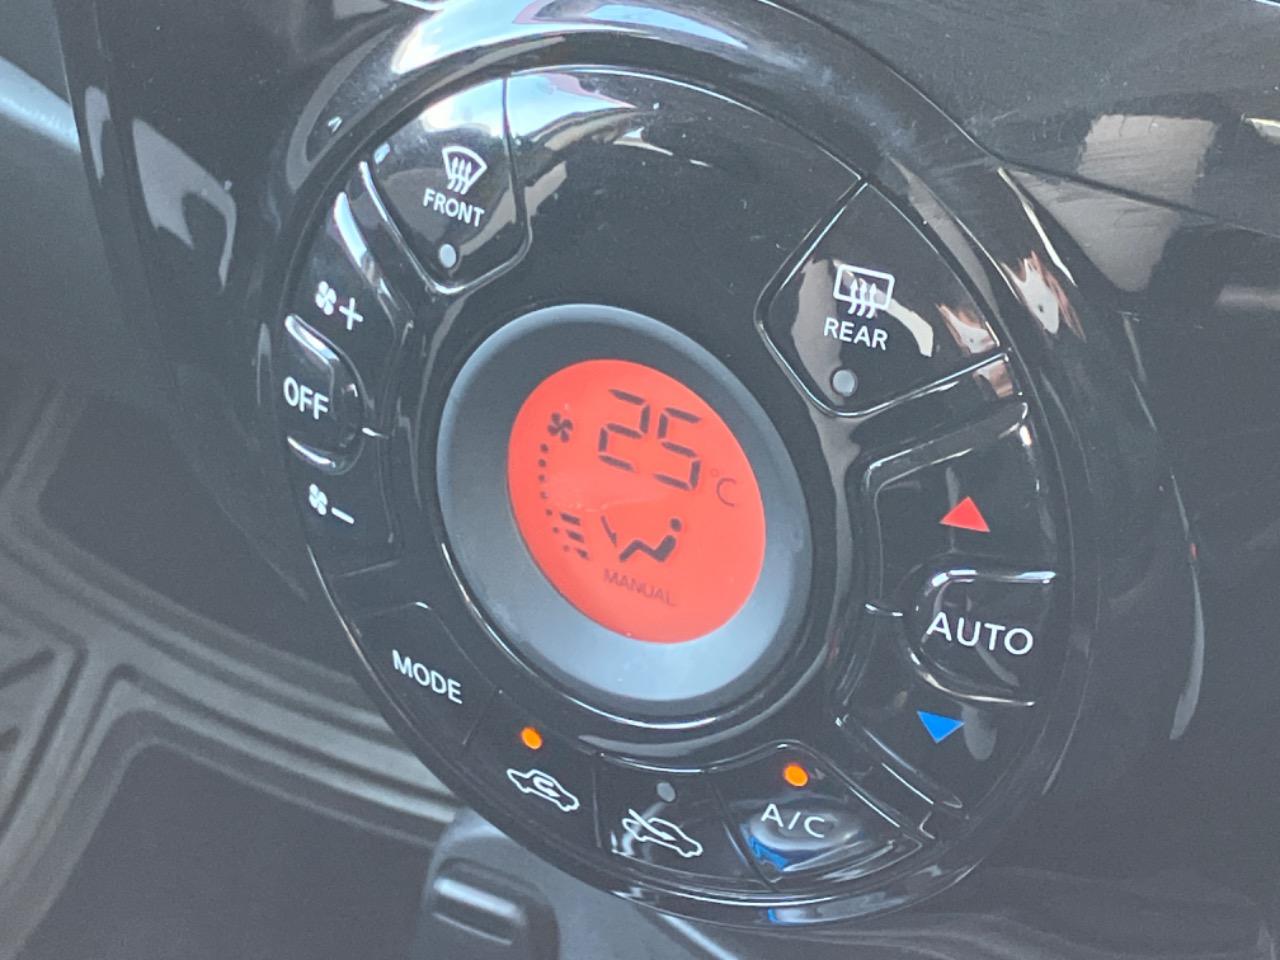 FRONT
REAR
+
OFF
-
25°C
MANUAL
AUTO
MODE
A/C